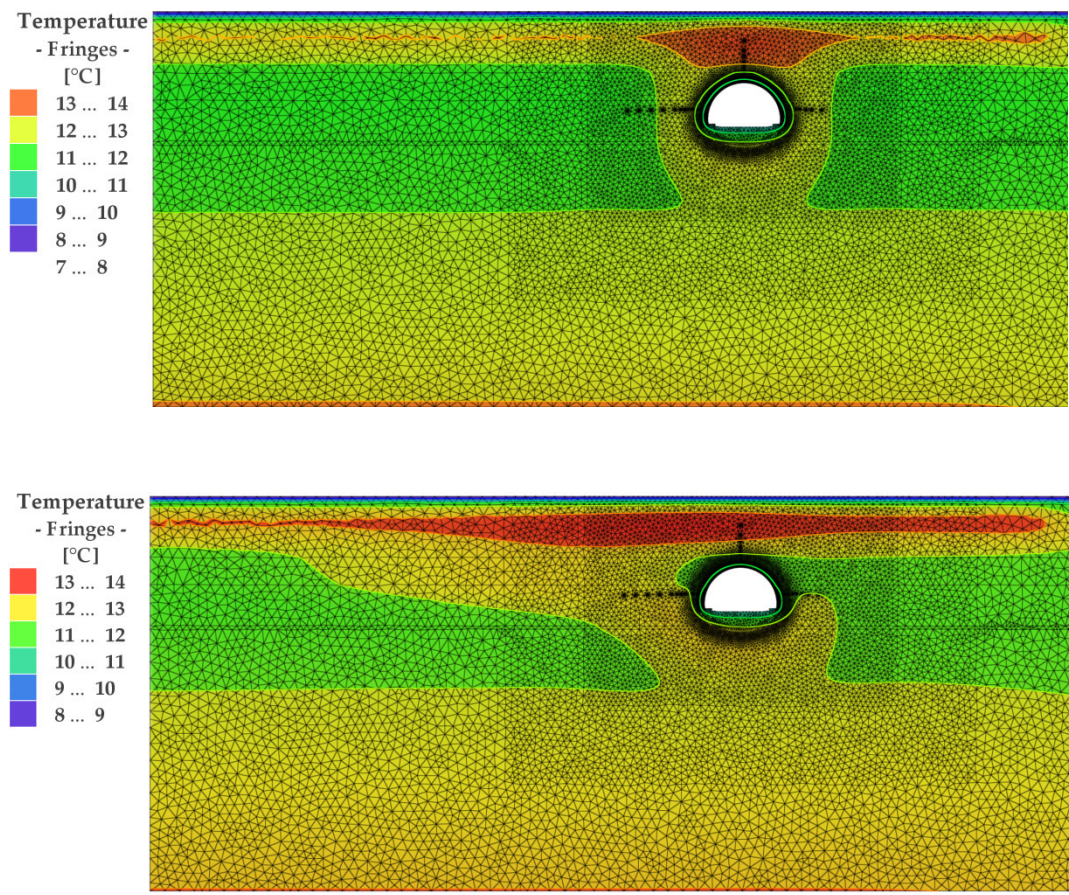 Temperature
- Fringes -
[°C]
13 ... 14
12 ... 13
11 ... 12
10 ... 11
9 ... 10
8 ... 9
7 ... 8
Temperature
- Fringes -
[°C]
13 ... 14
12 ... 13
11 ... 12
10 ... 11
9 ... 10
8 ... 9